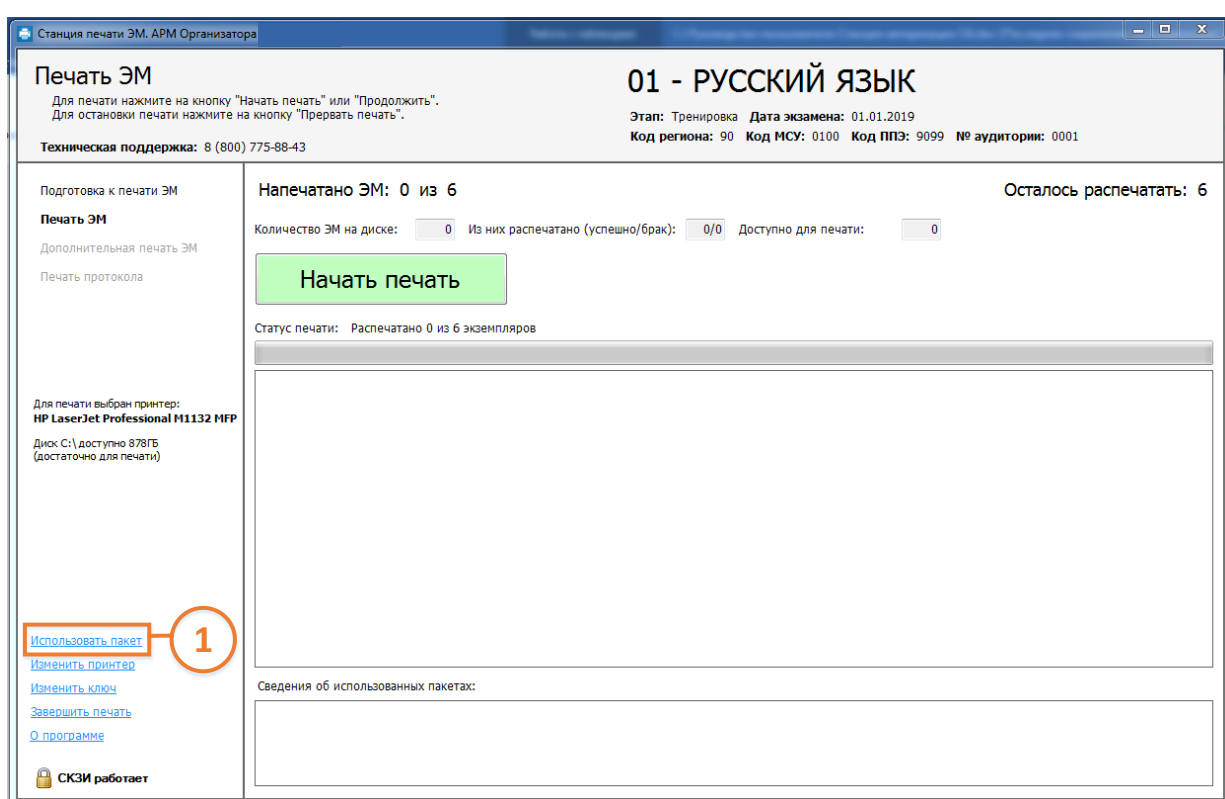 Станция печати ЭМ. АРМ Организатора
Печать ЭМ
Для печати нажмите на кнопку "Начать печать" или "Продолжить".
Для остановки печати нажмите на кнопку "Прервать печать".
Техническая поддержка: 8 (800) 775-88-43
01 - РУССКИЙ ЯЗЫК
Этап: Тренировка Дата экзамена: 01.01.2019
Код региона: 90 Код МСУ: 0100 Код ППЭ: 9099 № аудитории: 0001
Подготовка к печати ЭМ
Печать ЭМ
Дополнительная печать ЭМ
Печать протокола
Для печати выбран принтер:
HP LaserJet Professional M1132 MFP
Диск C:\ доступно 878ГБ
(достаточно для печати)
Использовать пакет
1
Изменить принтер
Изменить ключ
Завершить печать
О программе
СКЗИ работает
Напечатано ЭМ: 0 из 6
Осталось распечатать: 6
Количество ЭМ на диске: 0 Из них распечатано (успешно/брак): 0/0 Доступно для печати: 0
Начать печать
Статус печати: Распечатано 0 из 6 экземпляров
Сведения об использованных пакетах: